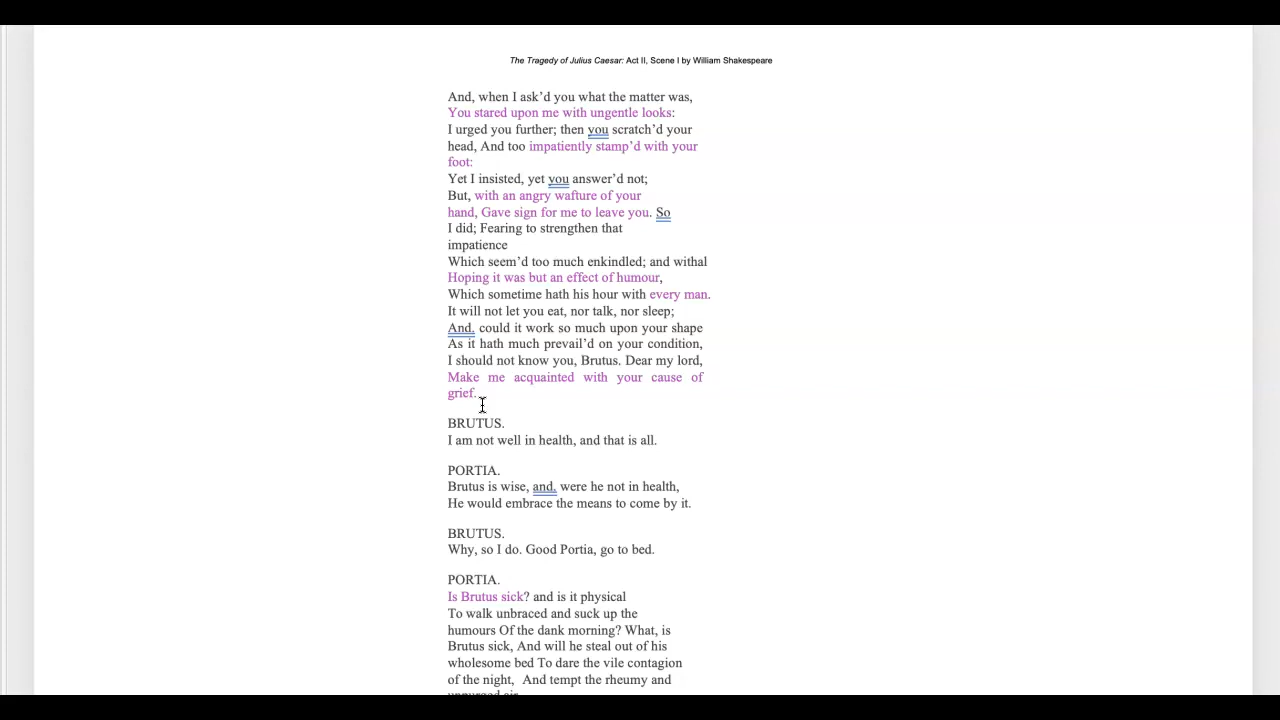 The Tragedy of Julius Caesar: Act II, Scene I by William Shakespeare
And, when I ask’d you what the matter was,
You stared upon me with ungentle looks:
I urged you further; then you scratch’d your
head, And too impatiently stamp’d with your
foot:
Yet I insisted, yet you answer’d not;
But, with an angry wafture of your
hand, Gave sign for me to leave you. So
I did; Fearing to strengthen that
impatience
Which seem’d too much enkindled; and withal
Hoping it was but an effect of humour,
Which sometime hath his hour with every man.
It will not let you eat, nor talk, nor sleep;
And, could it work so much upon your shape
As it hath much prevail’d on your condition,
I should not know you, Brutus. Dear my lord,
Make me acquainted with your cause of
grief.
BRUTUS.
I am not well in health, and that is all.
PORTIA.
Brutus is wise, and, were he not in health,
He would embrace the means to come by it.
BRUTUS.
Why, so I do. Good Portia, go to bed.
PORTIA.
Is Brutus sick? and is it physical
To walk unbraced and suck up the
humours Of the dank morning? What, is
Brutus sick, And will he steal out of his
wholesome bed To dare the vile contagion
of the night, And tempt the rheumy and